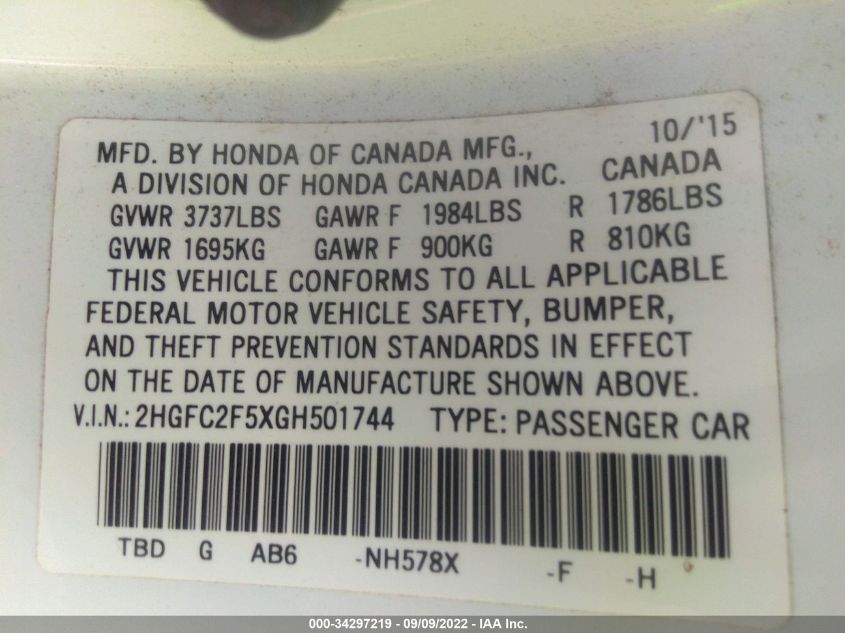 10/'15
MFD. BY HONDA OF CANADA MFG.,
A DIVISION OF HONDA CANADA INC. CANADA
GVWR 3737LBS GAWR F 1984LBS R 1786LBS
GVWR 1695KG GAWR F 900KG R 810KG
THIS VEHICLE CONFORMS TO ALL APPLICABLE
FEDERAL MOTOR VEHICLE SAFETY, BUMPER,
AND THEFT PREVENTION STANDARDS IN EFFECT
ON THE DATE OF MANUFACTURE SHOWN ABOVE.
V.I.N.: 2HGFC2F5XGH501744 TYPE: PASSENGER CAR
TBD G AB6 -NH578X -F -H
000-34297219 - 09/09/2022 - IAA Inc.